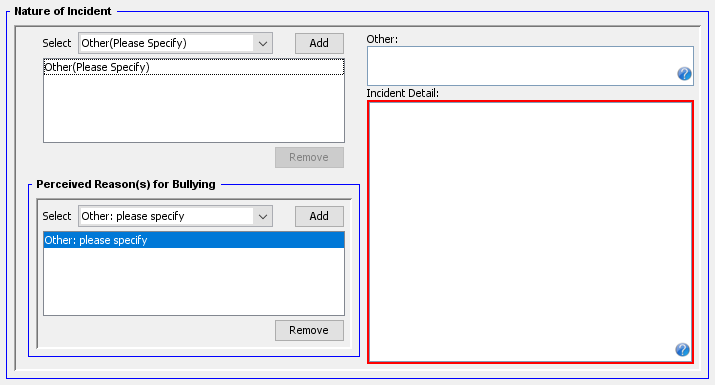 Nature of Incident
Select Other(Please Specify) Add
Other(Please Specify)
Remove
Perceived Reason(s) for Bullying
Select Other: please specify Add
Other: please specify
Remove
Other:
?
Incident Detail:
?